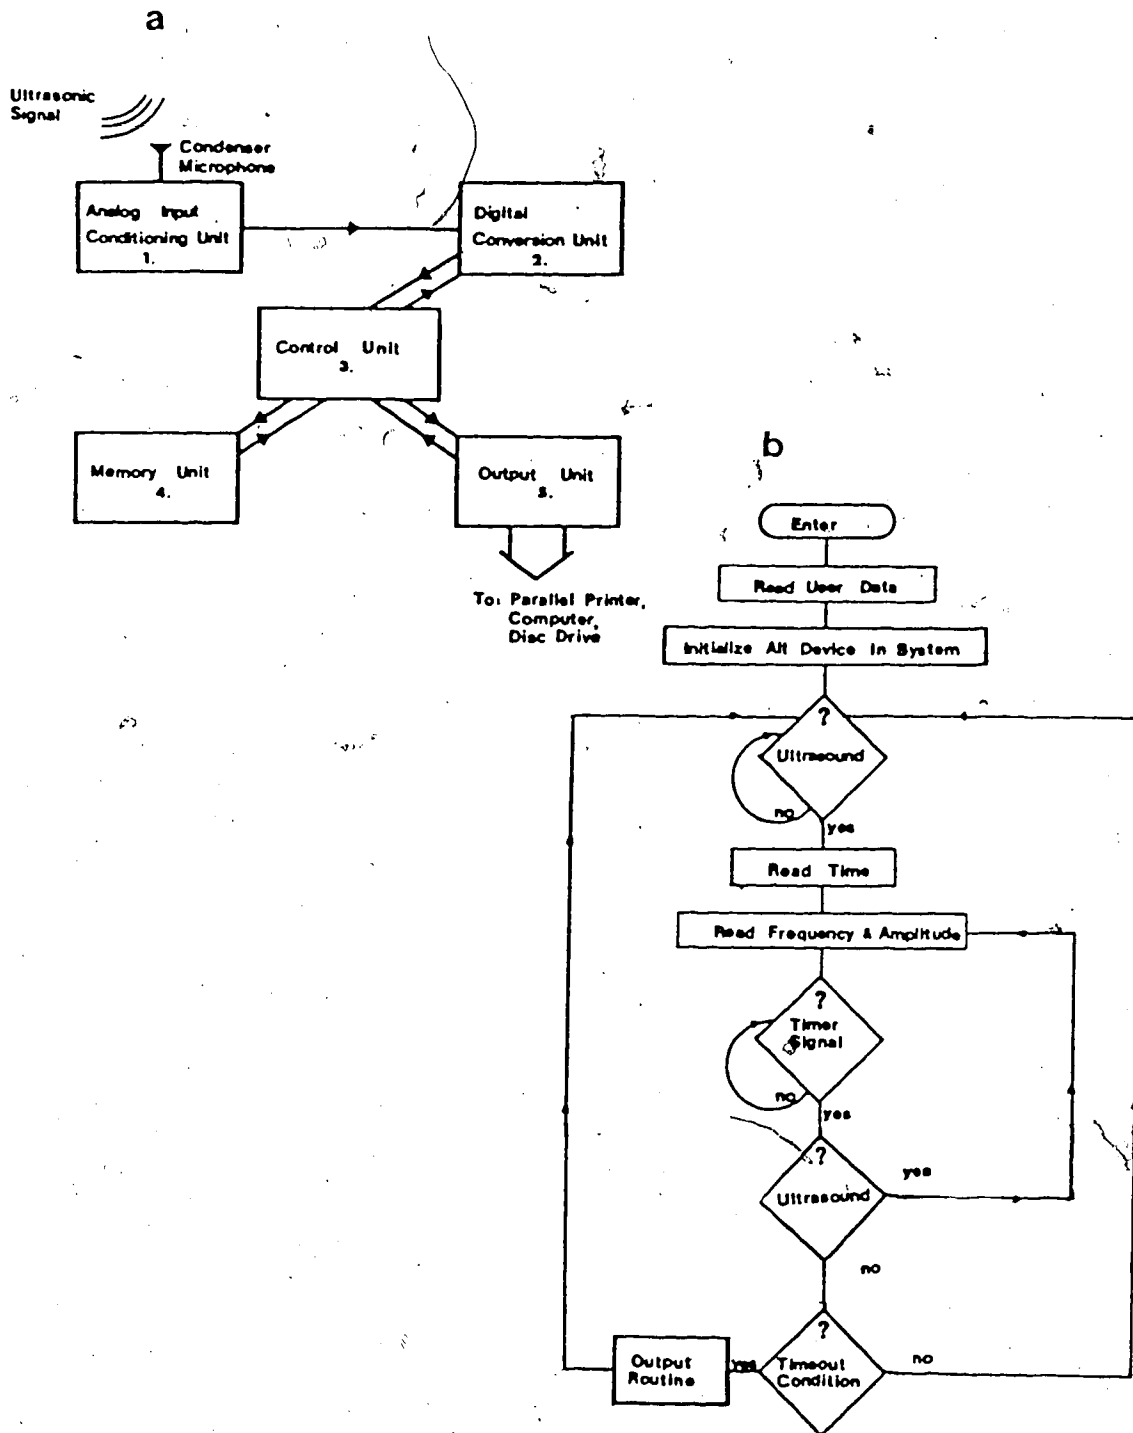 a
Ultrasonic
Signal
Condenser
Microphone
Analog Input
Conditioning Unit
1.
Digital
Conversion Unit
2.
Control Unit
3.
Memory Unit
4.
Output Unit
5.
To: Parallel Printer,
Computer,
Disc Drive
b
Enter
Read User Data
Initialize All Device In System
?
Ultrasound
no
yes
Read Time
Read Frequency & Amplitude
?
Timer
Signal
no
yes
?
Ultrasound
yes
no
?
Timeout
Condition
yes
no
Output
Routine